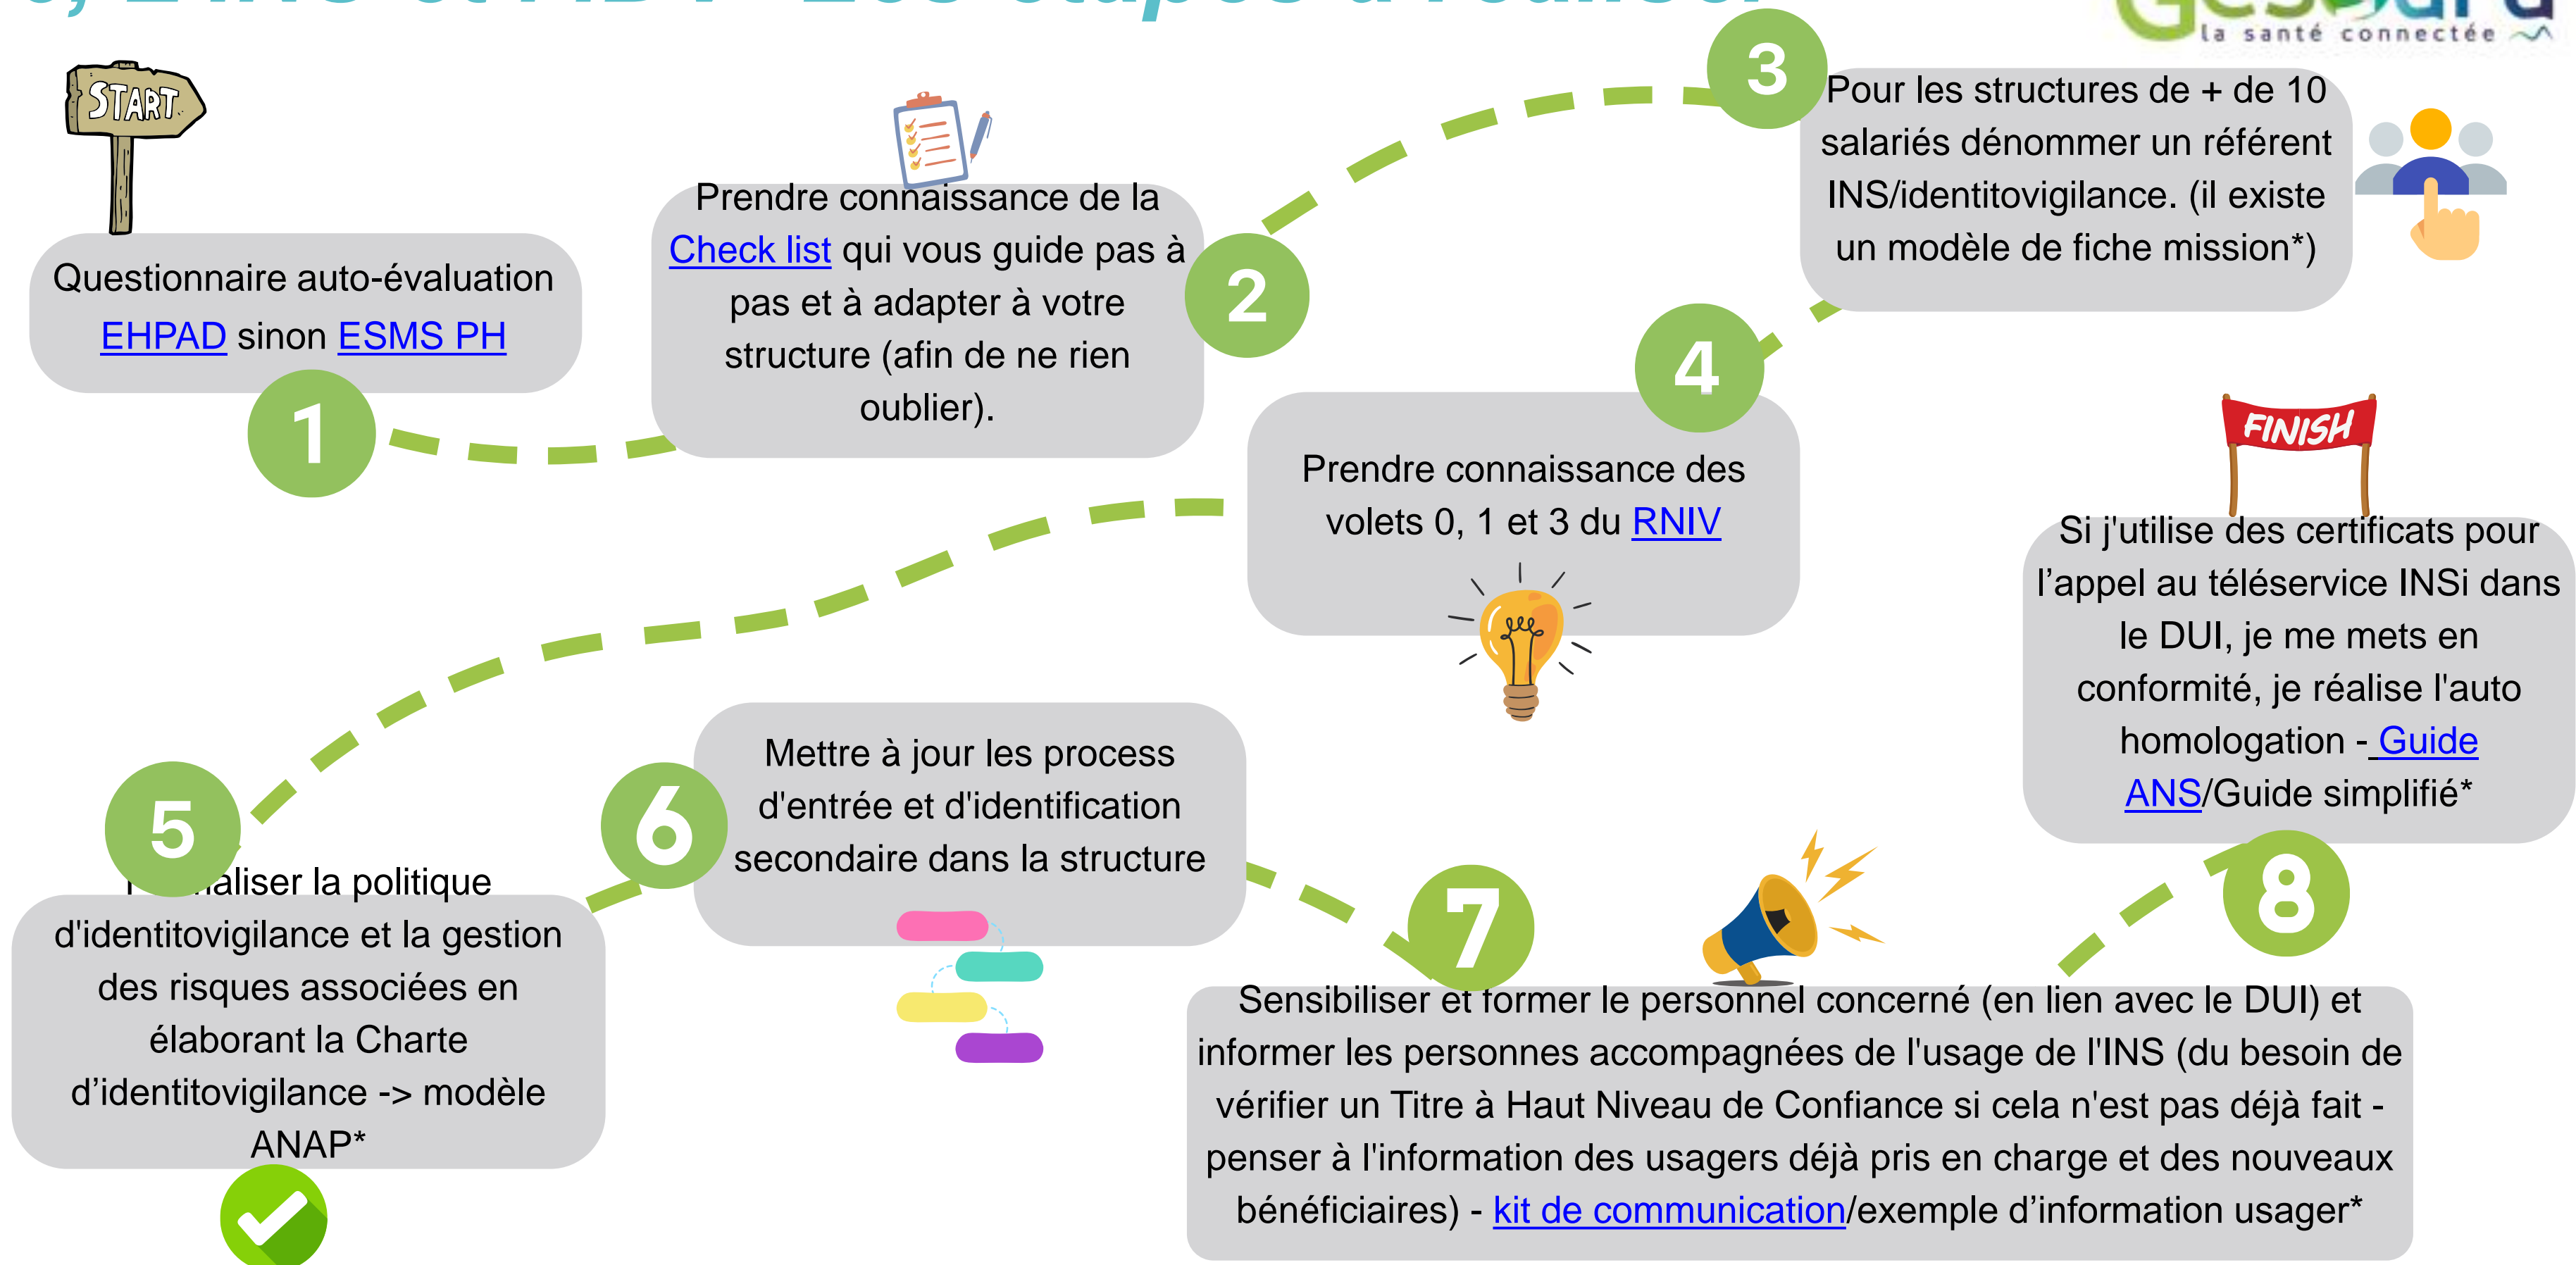 Les étapes à réaliser
la santé connectée
START
Questionnaire auto-évaluation
EHPAD sinon ESMS PH
1
Prendre connaissance de la
Check list qui vous guide pas à
pas et à adapter à votre
structure (afin de ne rien
oublier).
2
3
Pour les structures de + de 10
salariés dénommer un référent
INS/identitovigilance. (il existe
un modèle de fiche mission*)
4
Prendre connaissance des
volets 0, 1 et 3 du RNIV
5
la politique
d'identitovigilance et la gestion
des risques associées en
élaborant la Charte
d’identitovigilance -> modèle
ANAP*
6
Mettre à jour les process
d'entrée et d'identification
secondaire dans la structure
7
Sensibiliser et former le personnel concerné (en lien avec le DUI) et
informer les personnes accompagnées de l'usage de l'INS (du besoin de
vérifier un Titre à Haut Niveau de Confiance si cela n'est pas déjà fait -
penser à l'information des usagers déjà pris en charge et des nouveaux
bénéficiaires) - kit de communication/exemple d’information usager*
FINISH
Si j'utilise des certificats pour
l’appel au téléservice INSi dans
le DUI, je me mets en
conformité, je réalise l'auto
homologation - Guide
ANS/Guide simplifié*
8